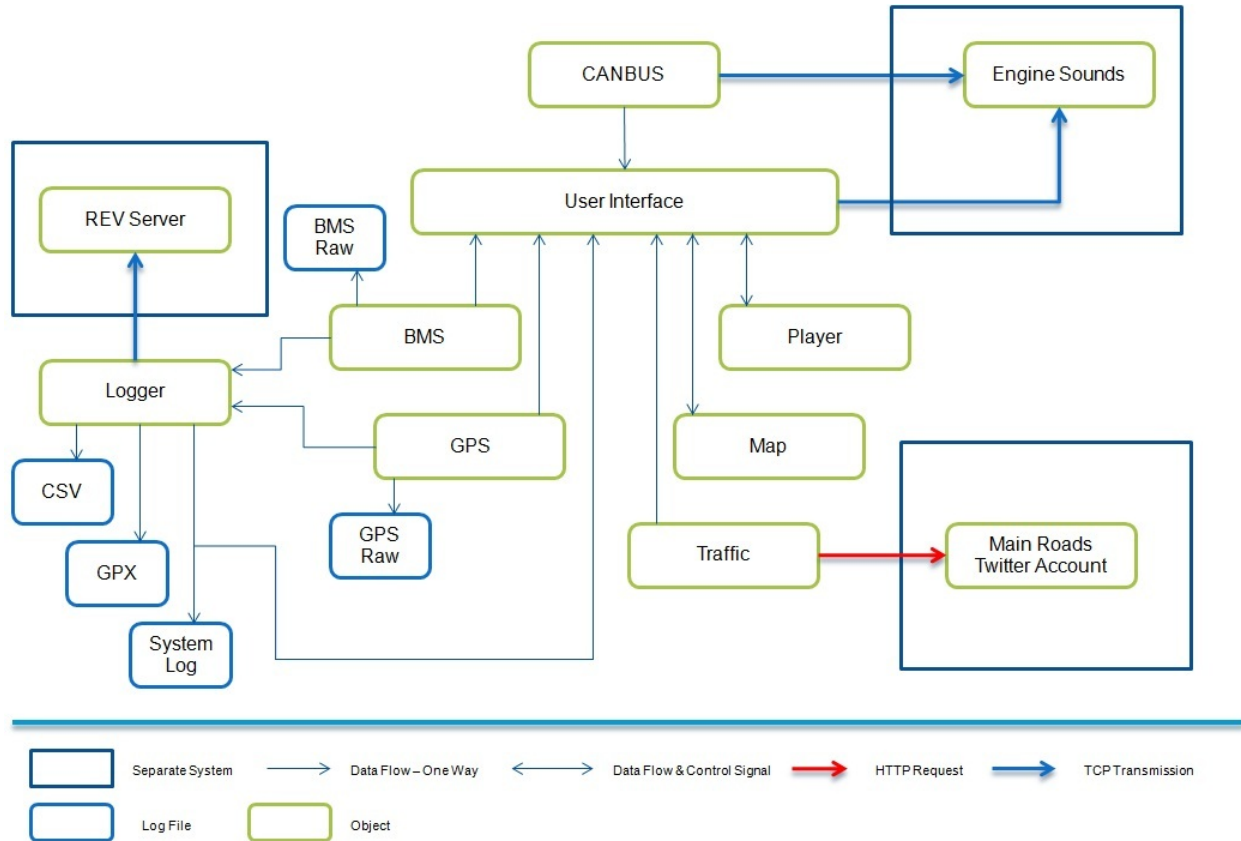 CANBUS
Engine Sounds
REV Server
BMS
Raw
User Interface
BMS
Player
Logger
GPS
Map
CSV
GPS
Raw
Traffic
Main Roads
Twitter Account
GPX
System
Log
Separate System
Data Flow – One Way
Data Flow & Control Signal
HTTP Request
TCP Transmission
Log File
Object